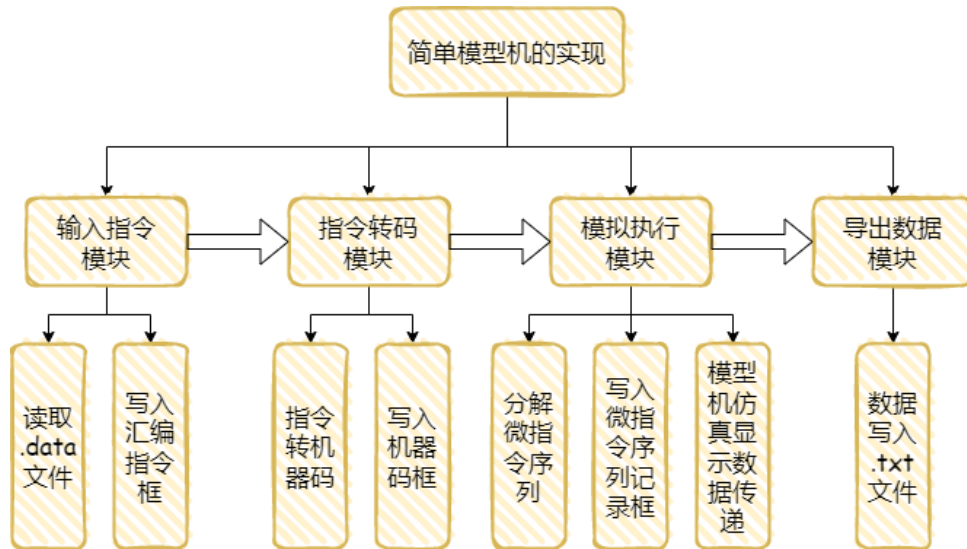 简单模型机的实现
输入指令
模块
指令转码
模块
模拟执行
模块
导出数据
模块
读取
.data
文件
写入
汇编
指令
框
指令
转机
器码
写入
机器
码框
分解
微指
令序
列
写入
微指
令序
列记
录框
模型
机仿
真显
示数
据传
递
数据
写入
.txt
文件